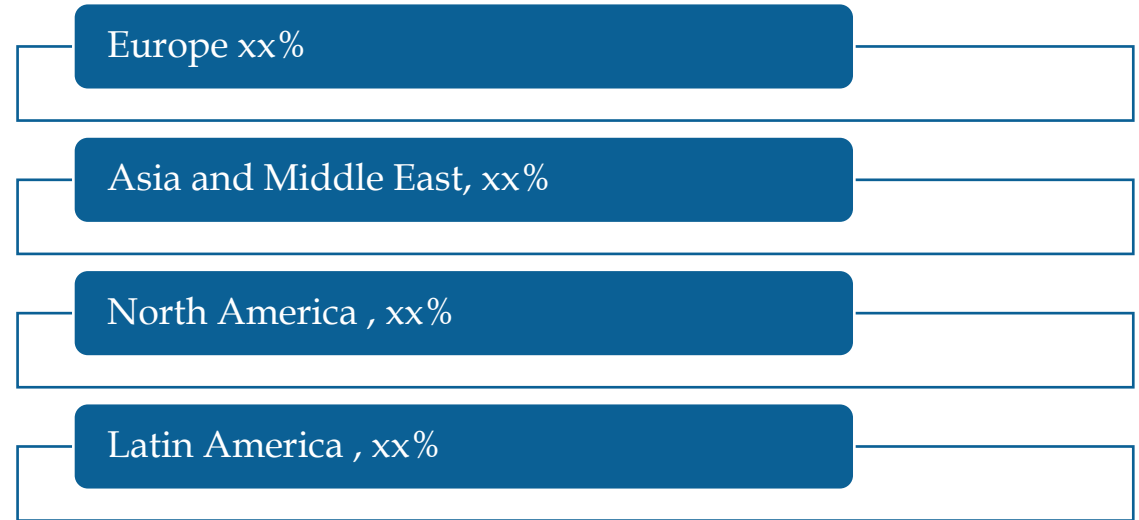 Europe xx%
Asia and Middle East, xx%
North America , xx%
Latin America , xx%